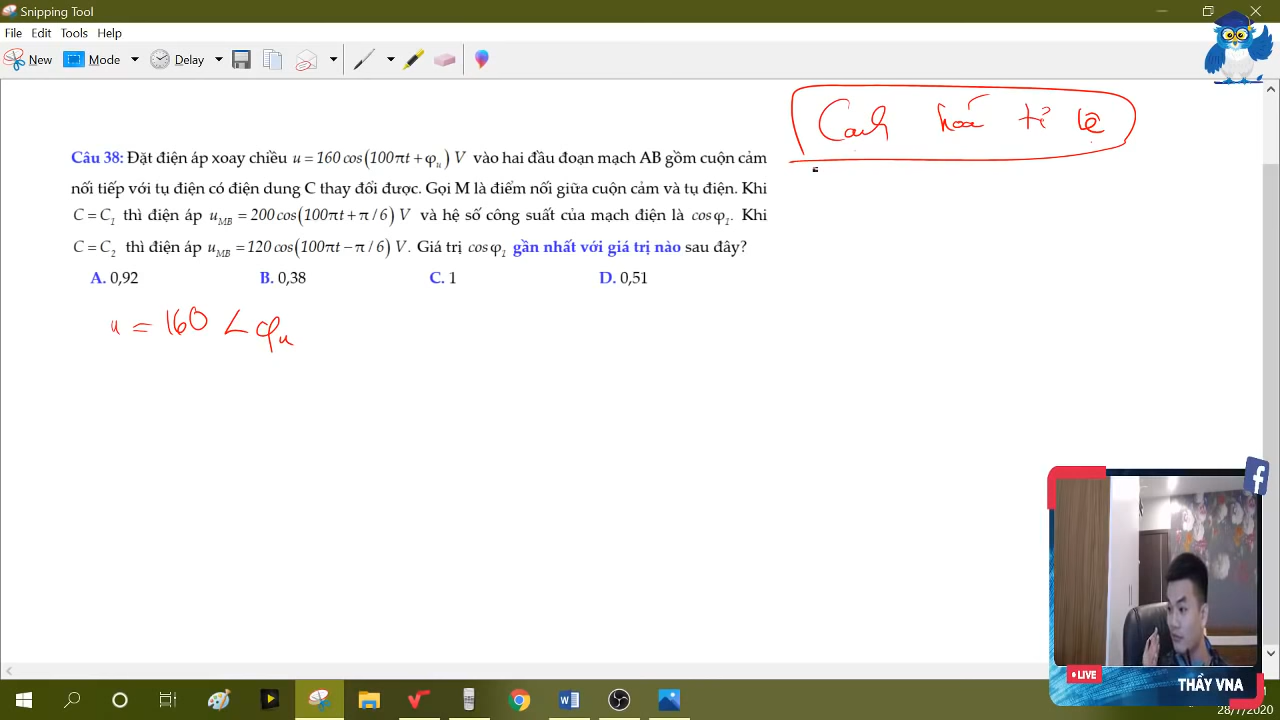 Snipping Tool
File Edit Tools Help
New Mode Delay
Câu 38: Đặt điện áp xoay chiều u = 160 cos(100πt + φu) V vào hai đầu đoạn mạch AB gồm cuộn cảm
nối tiếp với tụ điện có điện dung C thay đổi được. Gọi M là điểm nối giữa cuộn cảm và tụ điện. Khi
C = C1 thì điện áp uMB = 200 cos(100πt + π / 6) V và hệ số công suất của mạch điện là cosφ1. Khi
C = C2 thì điện áp uMB = 120 cos(100πt − π / 6) V. Giá trị cosφ1 gần nhất với giá trị nào sau đây?
A. 0,92 B. 0,38 C. 1 D. 0,51
u = 160 ∠ φu
hoá tỉ lệ
LIVE
THẦY VNA
28/7/2020